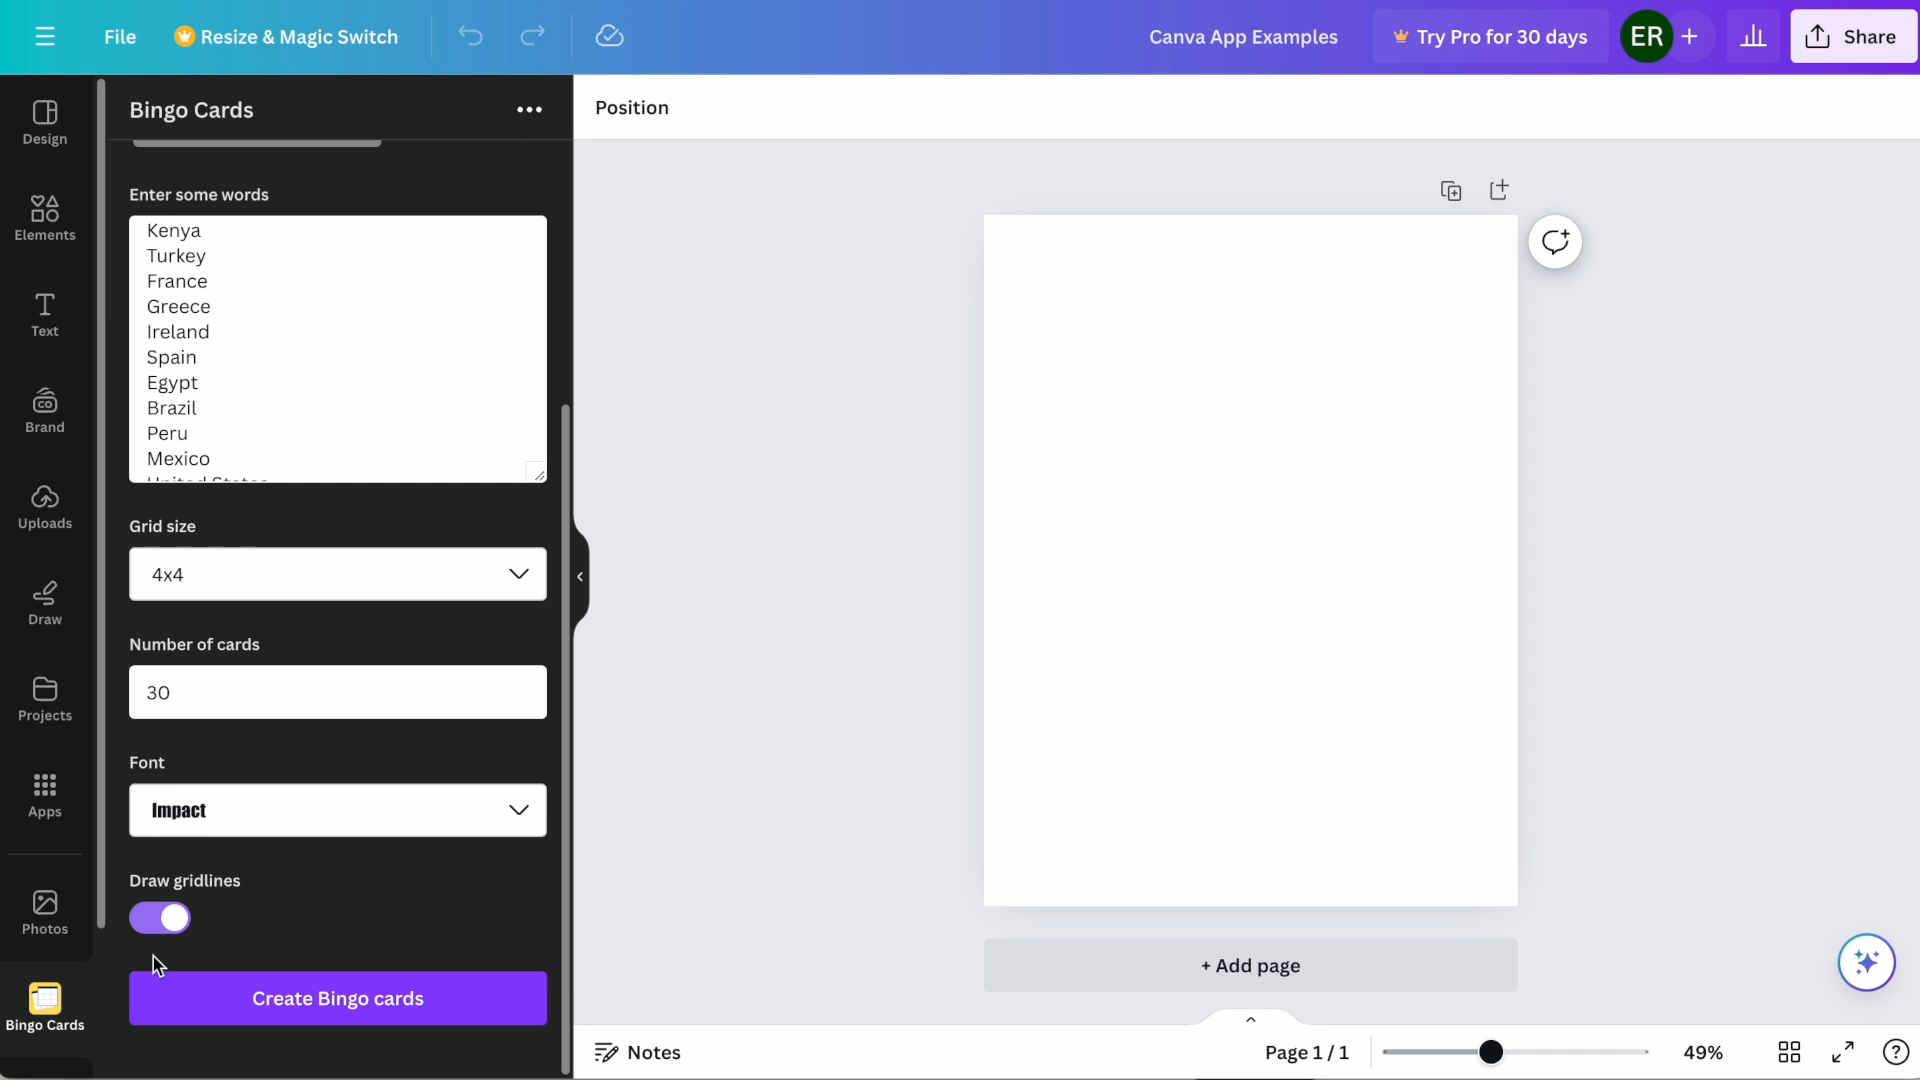 File
Resize & Magic Switch
Canva App Examples
Try Pro for 30 days
ER
Share
Design
Elements
Text
CO
Brand
Uploads
Draw
Projects
Apps
Photos
Bingo Cards
Bingo Cards
Enter some words
Kenya
Turkey
France
Greece
Ireland
Spain
Egypt
Brazil
Peru
Mexico
United States
Grid size
4x4
Number of cards
30
Font
Impact
Draw gridlines
Create Bingo cards
Position
+ Add page
Notes
Page 1 / 1
49%